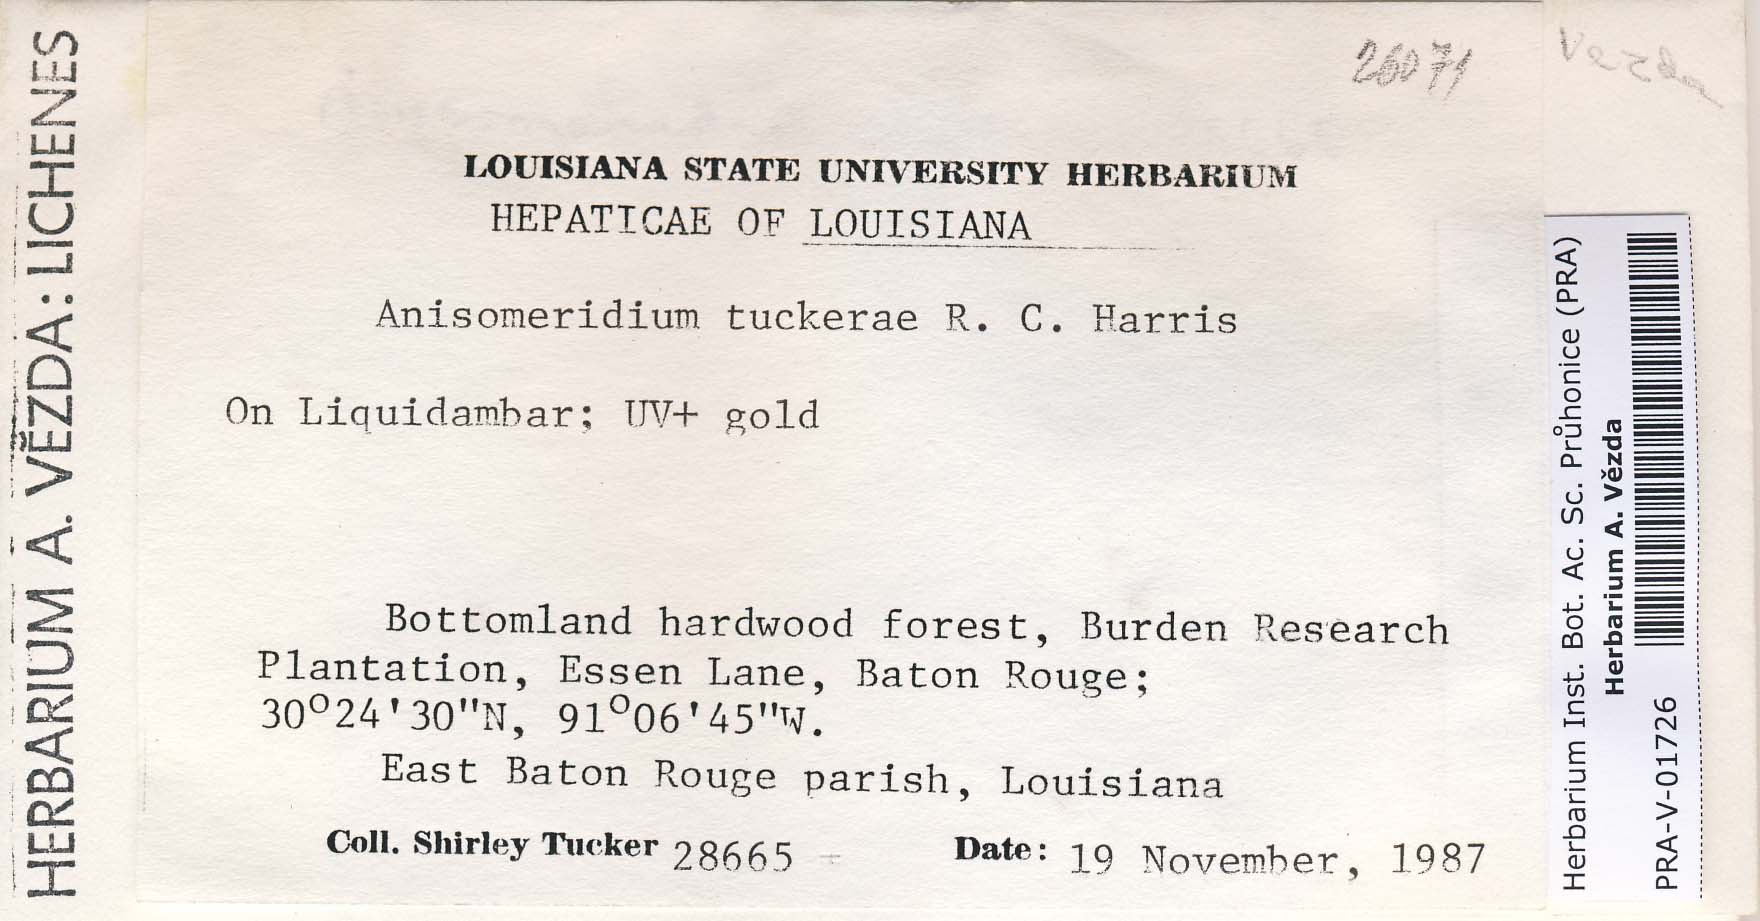 HERBARIUM A. VĚZDA: LICHENES
26071
Vezda
LOUISIANA STATE UNIVERSITY HERBARIUM
HEPATICAE OF LOUISIANA
Anisomeridium tuckerae R. C. Harris
On Liquidambar; UV+ gold
Bottomland hardwood forest, Burden Research
Plantation, Essen Lane, Baton Rouge;
30°24'30"N, 91°06'45"W.
East Baton Rouge parish, Louisiana
Coll. Shirley Tucker 28665 - Date: 19 November, 1987
Herbarium Inst. Bot. Ac. Sc. Průhonice (PRA)
Herbarium A. Vězda
PRA-V-01726